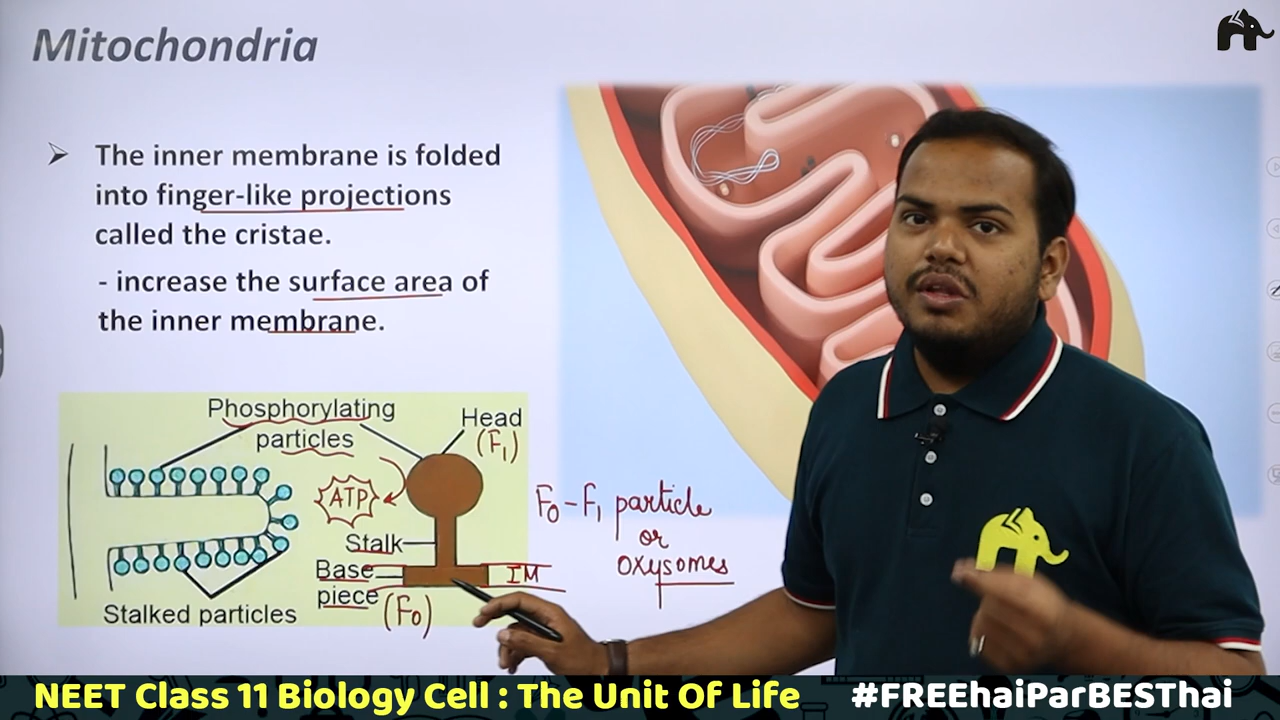 Mitochondria
➤ The inner membrane is folded
into finger-like projections
called the cristae.
- increase the surface area of
the inner membrane.
Phosphorylating
particles
Head
(F₁)
ATP
F₀-F₁ particle
or
oxysomes
Stalk
Base
piece
IM
(F₀)
Stalked particles
NEET Class 11 Biology Cell : The Unit Of Life
#FREEhaiParBESThai